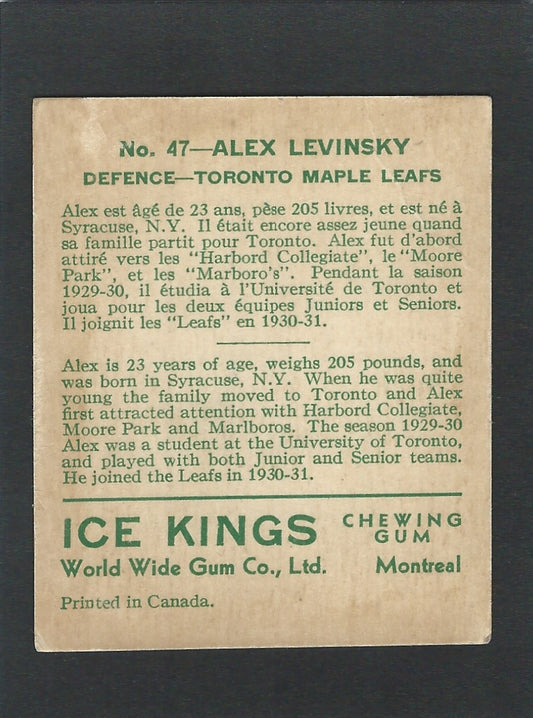 No. 47—ALEX LEVINSKY
DEFENCE—TORONTO MAPLE LEAFS
Alex est âgé de 23 ans, pèse 205 livres, et est né à
Syracuse, N.Y. Il était encore assez jeune quand
sa famille partit pour Toronto. Alex fut d'abord
attiré vers les "Harbord Collegiate", le "Moore
Park", et les "Marboro's". Pendant la saison
1929-30, il étudia à l'Université de Toronto et
joua pour les deux équipes Juniors et Seniors.
Il joignit les "Leafs" en 1930-31.
Alex is 23 years of age, weighs 205 pounds, and
was born in Syracuse, N.Y. When he was quite
young the family moved to Toronto and Alex
first attracted attention with Harbord Collegiate,
Moore Park and Marlboros. The season 1929-30
Alex was a student at the University of Toronto,
and played with both Junior and Senior teams.
He joined the Leafs in 1930-31.
ICE KINGS CHEWING GUM
World Wide Gum Co., Ltd. Montreal
Printed in Canada.